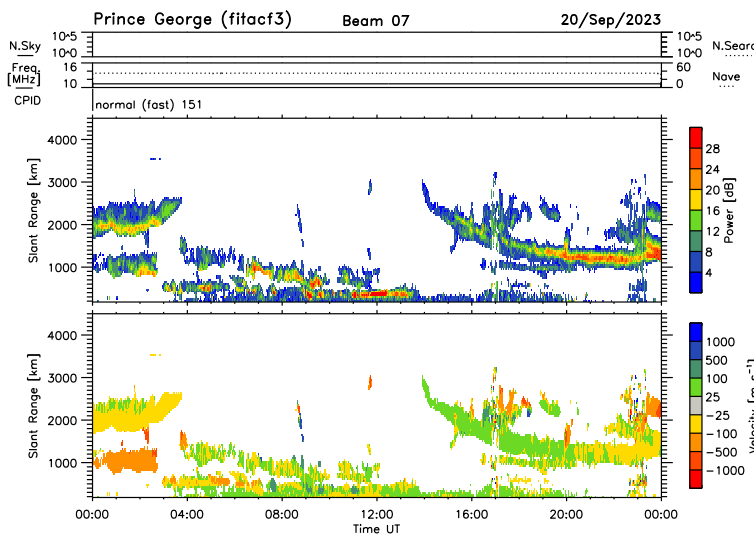 Prince George (fitacf3) Beam 07 20/Sep/2023
N.Sky 10^5 10^0 10^5 10^0 N.Searc
Freq. [MHz] 16 10 60 0 Nave
CPID normal (fast) 151
Slant Range [km] 4000 3000 2000 1000
28 24 20 16 12 8 4 Power [dB]
Slant Range [km] 4000 3000 2000 1000
1000 500 100 25 -25 -100 -500 -1000 Velocity [m s^-1]
00:00 04:00 08:00 12:00 16:00 20:00 00:00
Time UT